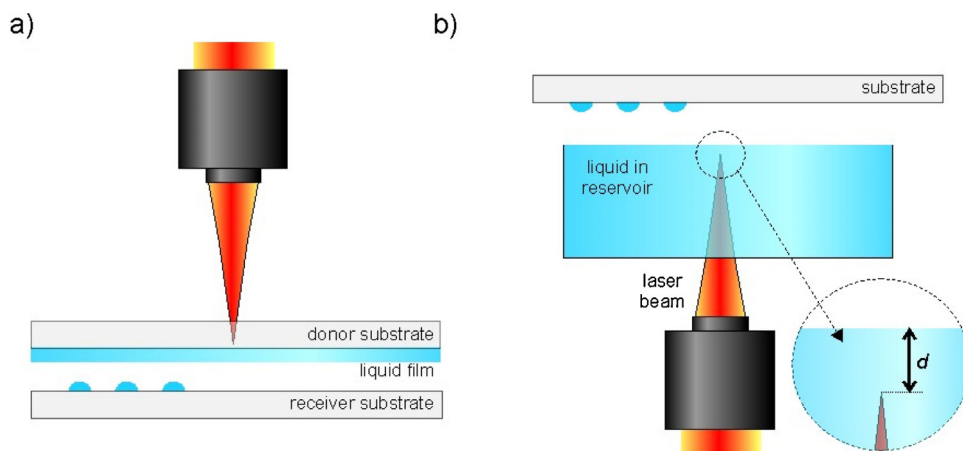 a)
donor substrate
liquid film
receiver substrate
b)
substrate
liquid in
reservoir
laser
beam
d